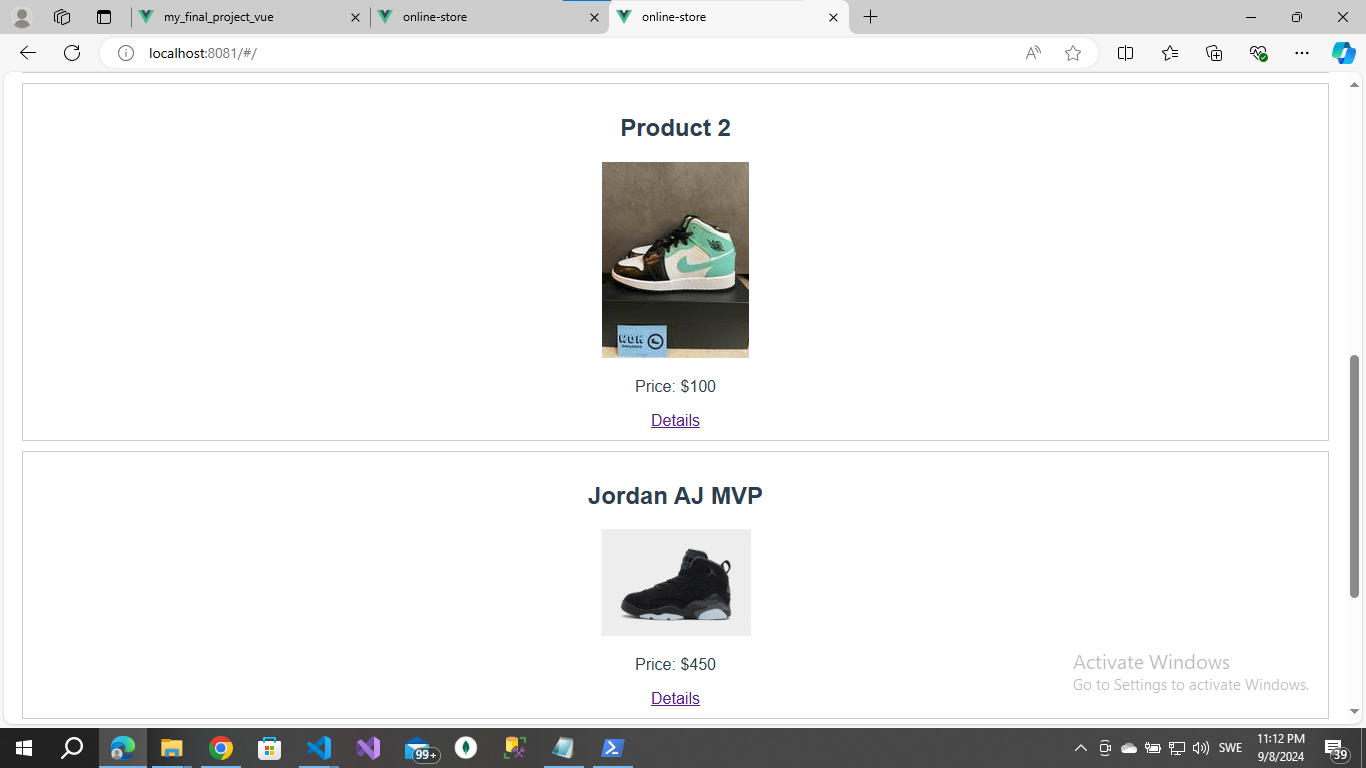 my_final_project_vue
online-store
online-store
localhost:8081/#/
Product 2
WOM
Price: $100
Details
Jordan AJ MVP
Price: $450
Details
Activate Windows
Go to Settings to activate Windows.
99+
SWE
11:12 PM
9/8/2024
39